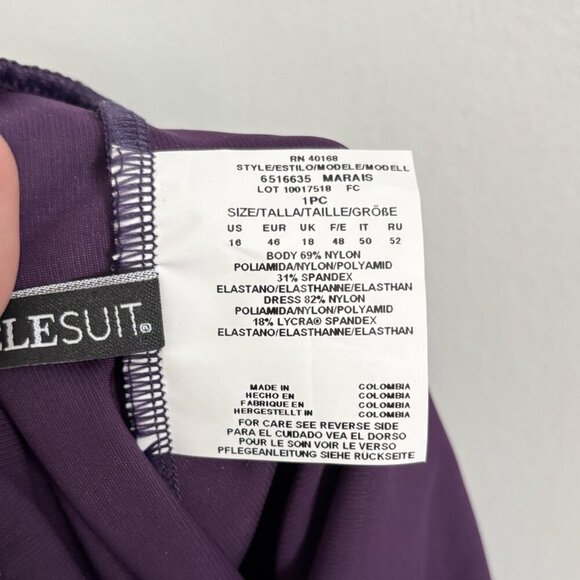 RN 40168
STYLE/ESTILO/MODELE/MODELL
6516635 MARAIS
LOT 10017518 FC
1PC
SIZE/TALLA/TAILLE/GRÖßE
US EUR UK F/E IT RU
16 46 18 48 50 52
BODY 69% NYLON
POLIAMIDA/NYLON/POLYAMID
31% SPANDEX
ELASTANO/ELASTHANNE/ELASTHAN
DRESS 82% NYLON
POLIAMIDA/NYLON/POLYAMID
18% LYCRA® SPANDEX
ELASTANO/ELASTHANNE/ELASTHAN
MADE IN COLOMBIA
HECHO EN COLOMBIA
FABRIQUE EN COLOMBIA
HERGESTELLT IN COLOMBIA
FOR CARE SEE REVERSE SIDE
PARA EL CUIDADO VEA EL DORSO
POUR LE SOIN VOIR LE VERSO
PFLEGEANLEITUNG SIEHE RUCKSEITE
LESUIT®